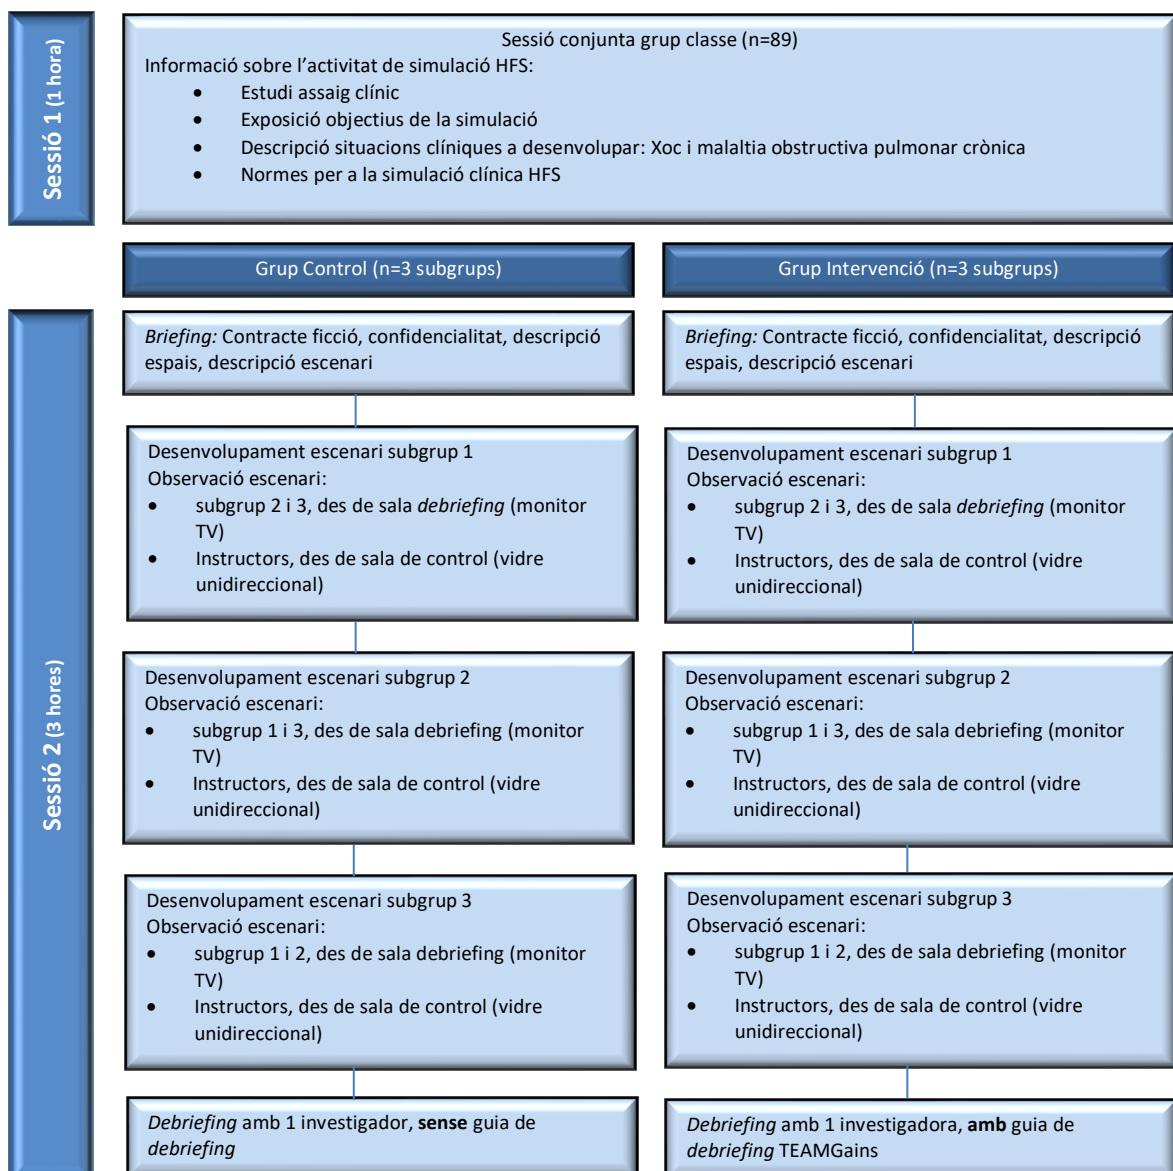 Sessió 1 (1 hora)
Sessió conjunta grup classe (n=89)
Informació sobre l’activitat de simulació HFS:
• Estudi assaig clínic
• Exposició objectius de la simulació
• Descripció situacions clíniques a desenvolupar: Xoc i malaltia obstructiva pulmonar crònica
• Normes per a la simulació clínica HFS
Sessió 2 (3 hores)
Grup Control (n=3 subgrups)
Briefing: Contracte ficció, confidencialitat, descripció
espais, descripció escenari
Desenvolupament escenari subgrup 1
Observació escenari:
• subgrup 2 i 3, des de sala debriefing (monitor
TV)
• Instructors, des de sala de control (vidre
unidireccional)
Desenvolupament escenari subgrup 2
Observació escenari:
• subgrup 1 i 3, des de sala debriefing (monitor
TV)
• Instructors, des de sala de control (vidre
unidireccional)
Desenvolupament escenari subgrup 3
Observació escenari:
• subgrup 1 i 2, des de sala debriefing (monitor
TV)
• Instructors, des de sala de control (vidre
unidireccional)
Debriefing amb 1 investigador, sense guia de
debriefing
Grup Intervenció (n=3 subgrups)
Briefing: Contracte ficció, confidencialitat, descripció
espais, descripció escenari
Desenvolupament escenari subgrup 1
Observació escenari:
• subgrup 2 i 3, des de sala debriefing (monitor
TV)
• Instructors, des de sala de control (vidre
unidireccional)
Desenvolupament escenari subgrup 2
Observació escenari:
• subgrup 1 i 3, des de sala debriefing (monitor
TV)
• Instructors, des de sala de control (vidre
unidireccional)
Desenvolupament escenari subgrup 3
Observació escenari:
• subgrup 1 i 2, des de sala debriefing (monitor
TV)
• Instructors, des de sala de control (vidre
unidireccional)
Debriefing amb 1 investigadora, amb guia de
debriefing TEAMGains